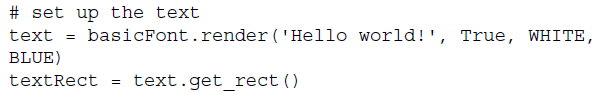 # set up the text
text = basicFont.render('Hello world!', True, WHITE,
BLUE)
textRect = text.get_rect()